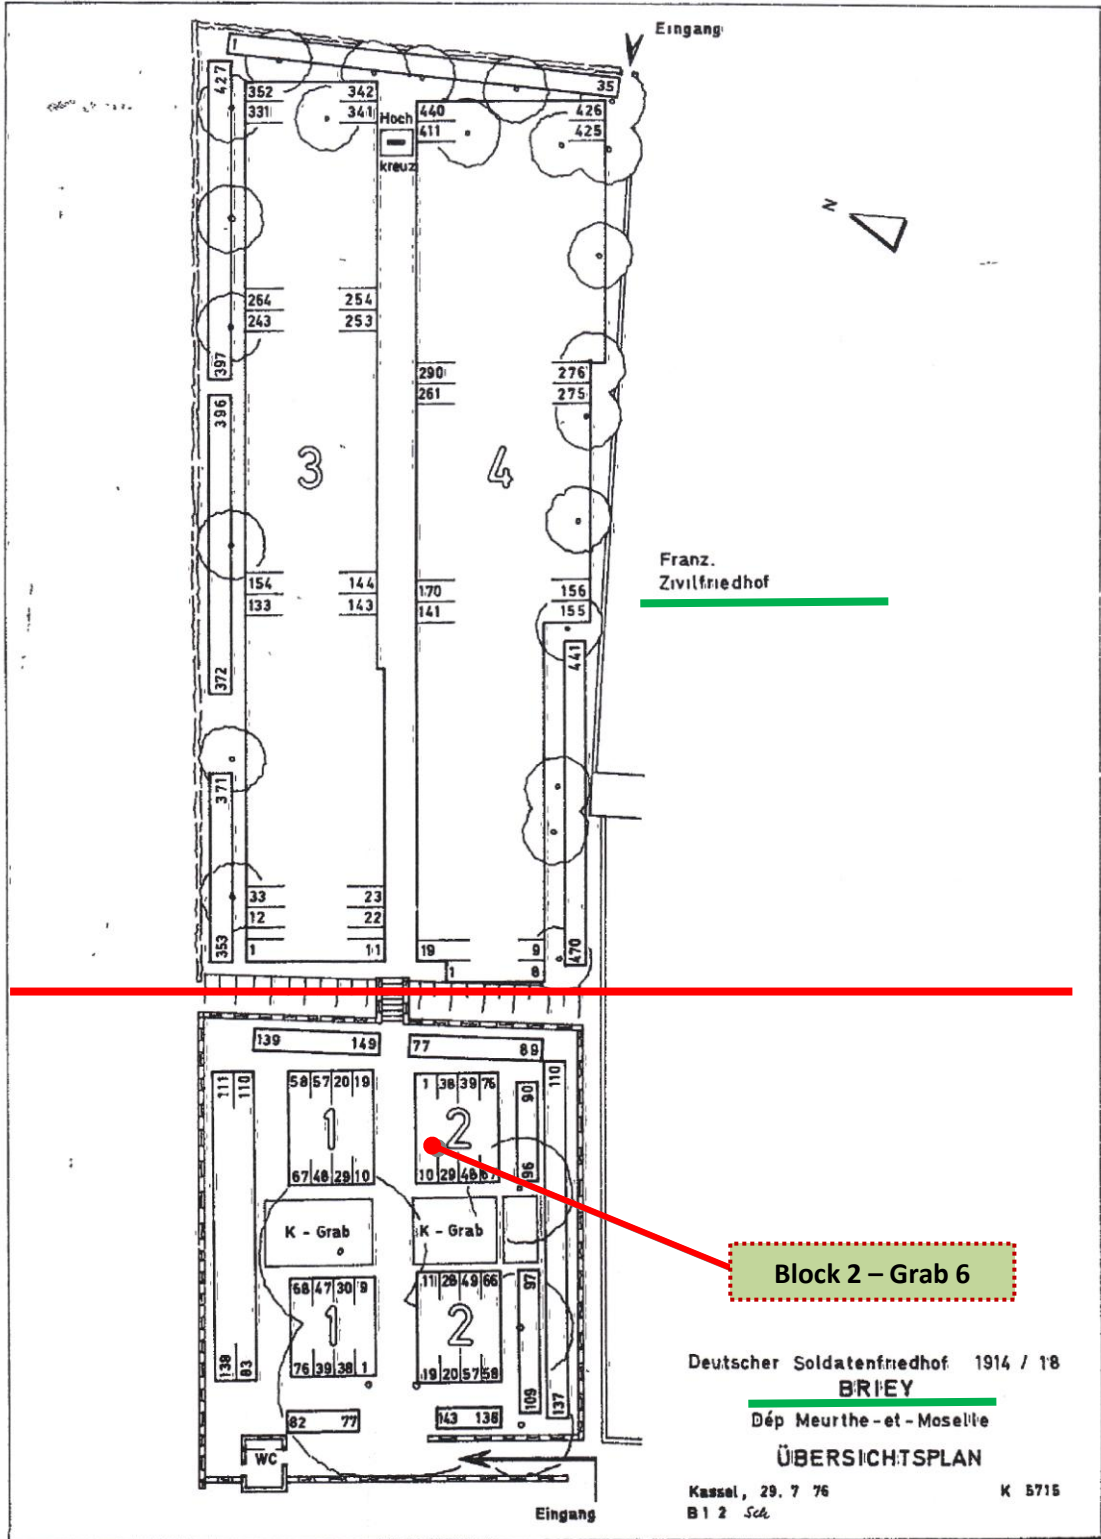 Eingang
1
35
427
352
342
331
341
Hoch
kreuz
440
426
411
425
N
264
254
243
253
397
396
290
276
261
275
3
4
Franz.
Zivilfriedhof
154
144
133
143
170
156
141
155
372
441
371
33
23
12
22
353
1
11
19
9
1
8
470
139
149
77
89
111
110
58 57 20 19
1
67 48 29 10
1 38 39 76
2
10 29 48 67
90
96
110
K - Grab
K - Grab
68 47 30 9
1
76 39 38 1
11 28 49 66
2
19 20 57 58
97
109
137
138
83
82 77
143 138
WC
Eingang
Block 2 – Grab 6
Deutscher Soldatenfriedhof 1914 / 18
BRIEY
Dép Meurthe-et-Moselle
ÜBERSICHTSPLAN
Kassel, 29. 7 76 K 5715
B1 2 Sch